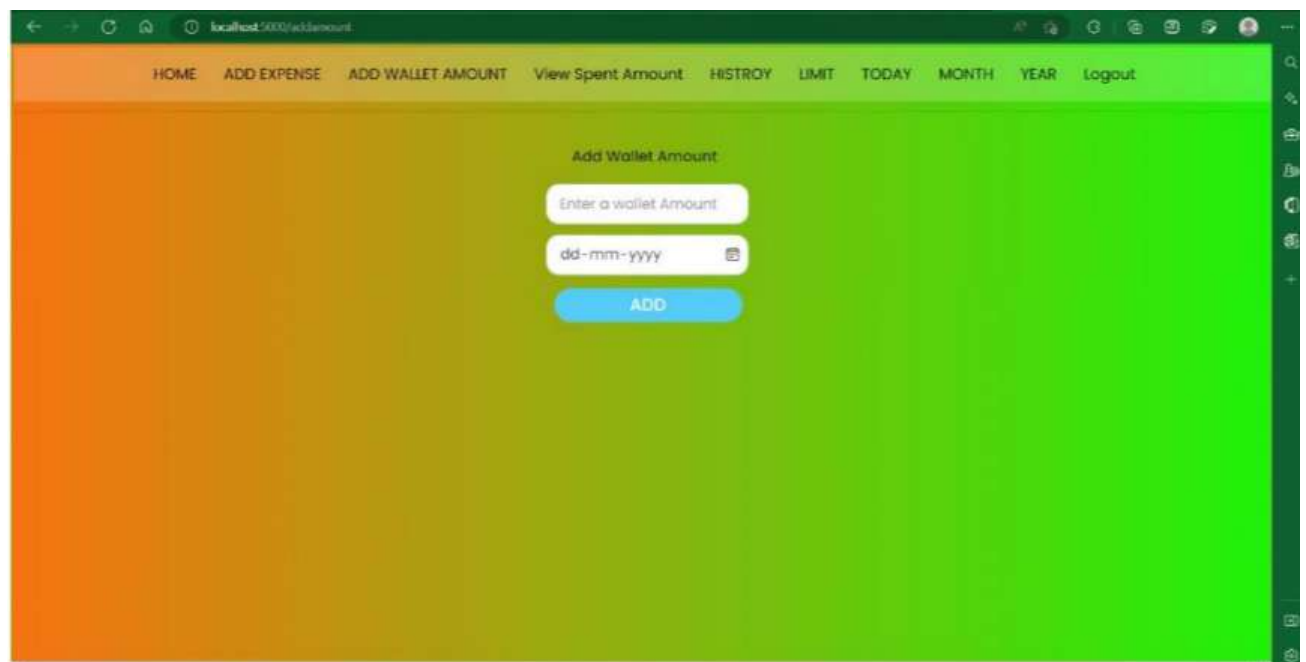 localhost:5000/addamount
HOME ADD EXPENSE ADD WALLET AMOUNT View Spent Amount HISTROY LIMIT TODAY MONTH YEAR Logout
Add Wallet Amount
Enter a wallet Amount
dd-mm-yyyy
ADD